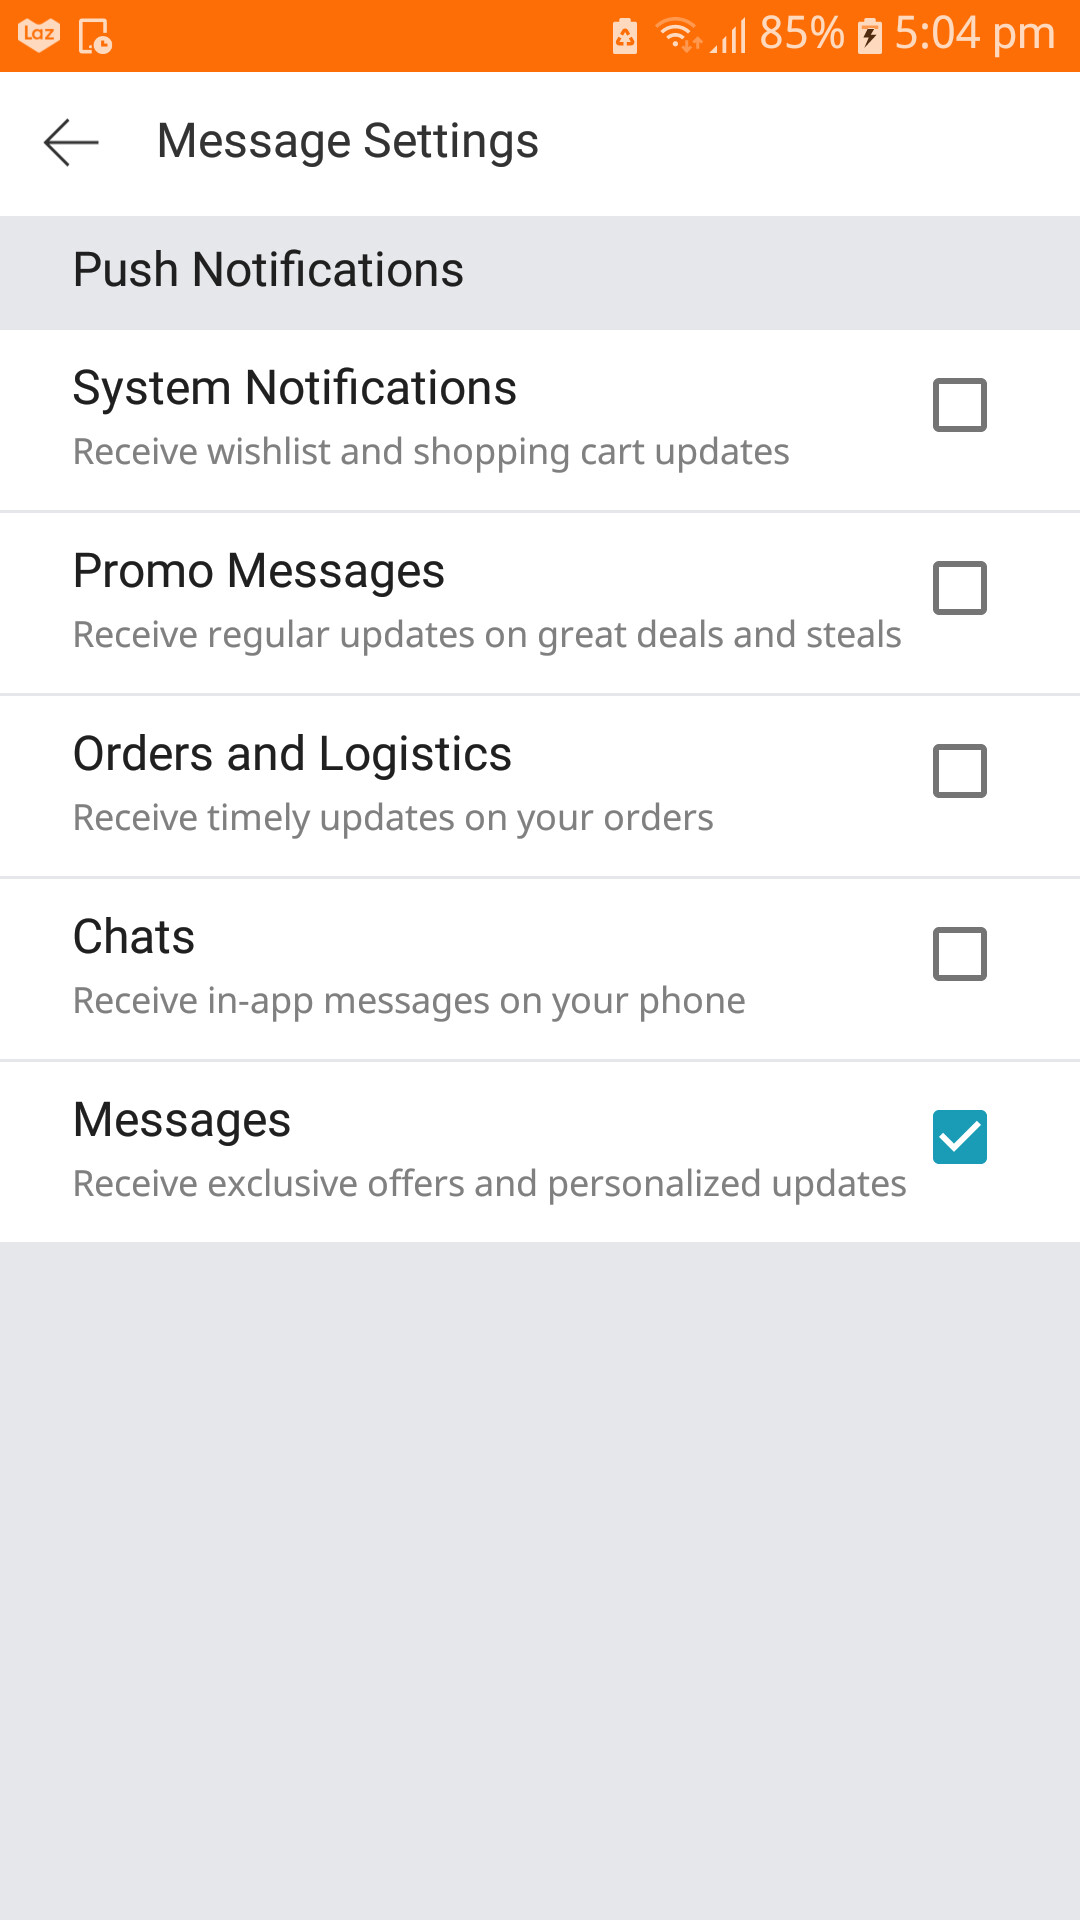 Laz 85% 5:04 pm
Message Settings
Push Notifications
System Notifications
Receive wishlist and shopping cart updates
Promo Messages
Receive regular updates on great deals and steals
Orders and Logistics
Receive timely updates on your orders
Chats
Receive in-app messages on your phone
Messages
Receive exclusive offers and personalized updates